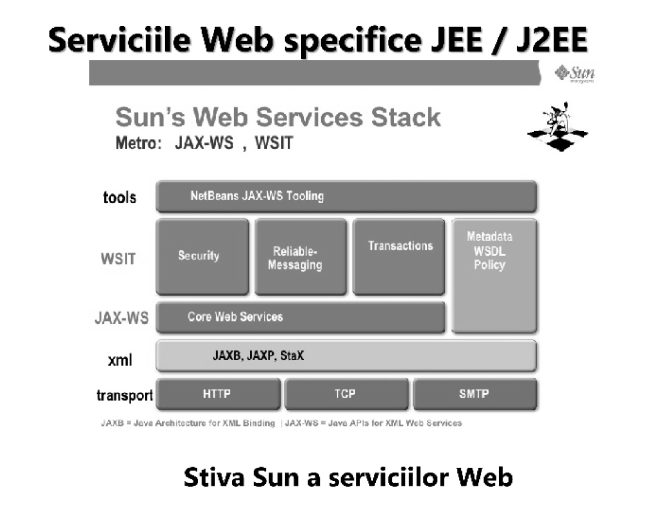 Serviciile Web specifice JEE / J2EE
Sun
Sun's Web Services Stack
Metro: JAX-WS , WSIT
tools
NetBeans JAX-WS Tooling
WSIT
Security
Reliable-
Messaging
Transactions
Metadata
WSDL
Policy
JAX-WS
Core Web Services
xml
JAXB, JAXP, StaX
transport
HTTP
TCP
SMTP
JAXB = Java Architecture for XML Binding | JAX-WS = Java APIs for XML Web Services
Stiva Sun a serviciilor Web